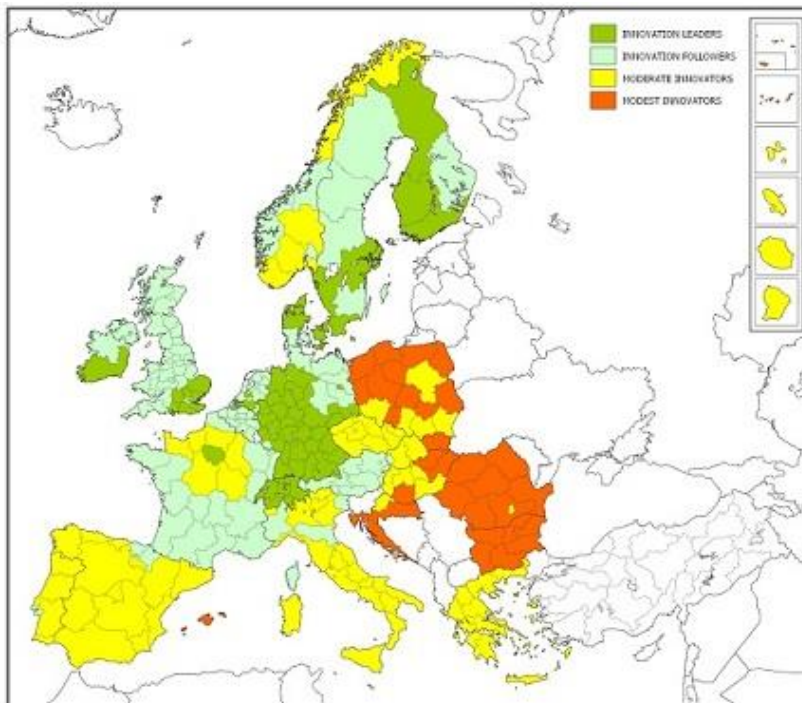 INNOVATION LEADERS
INNOVATION FOLLOWERS
MODERATE INNOVATORS
MODEST INNOVATORS